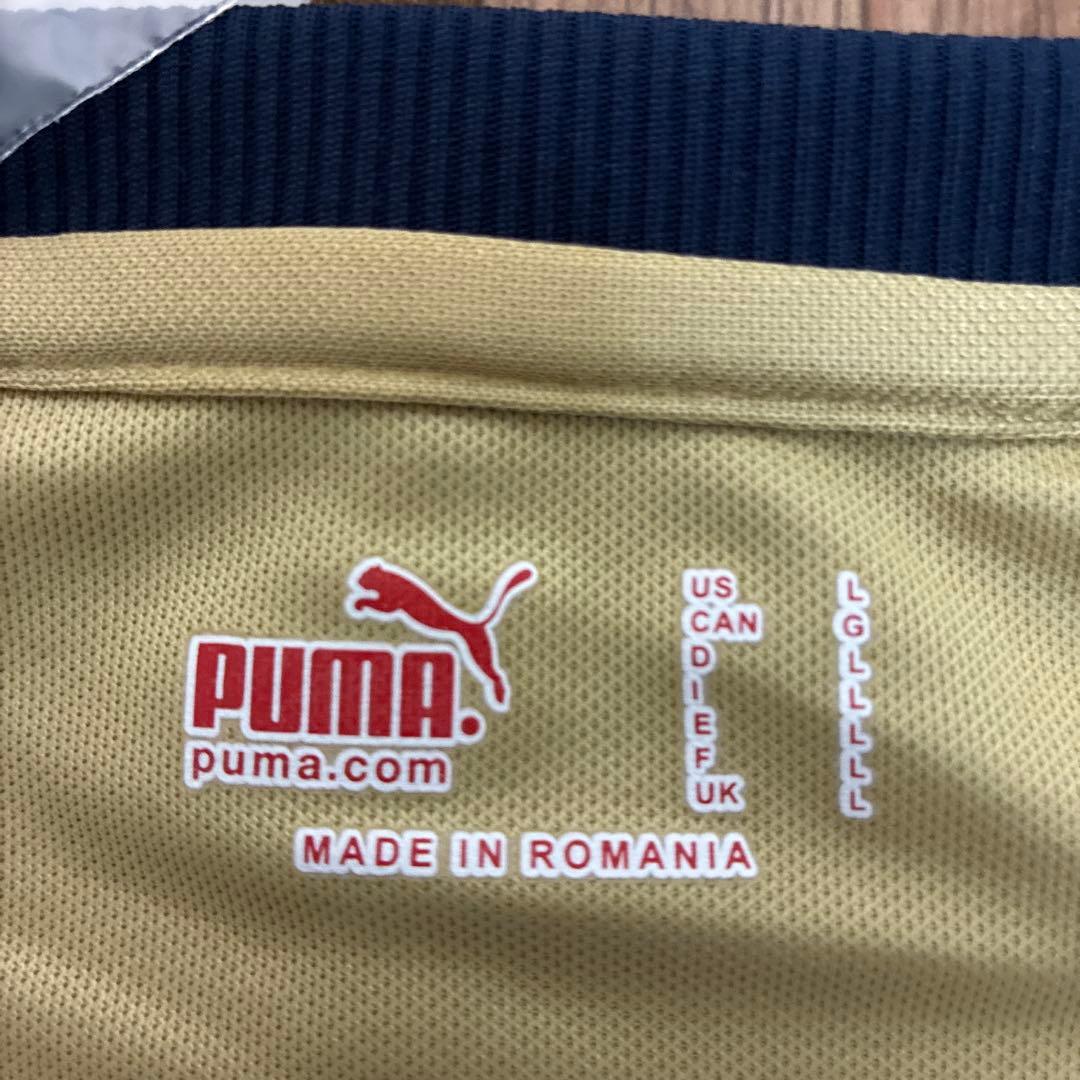 PUMA.
puma.com
US L
CAN G
D L
I L
E L
F L
UK L
MADE IN ROMANIA